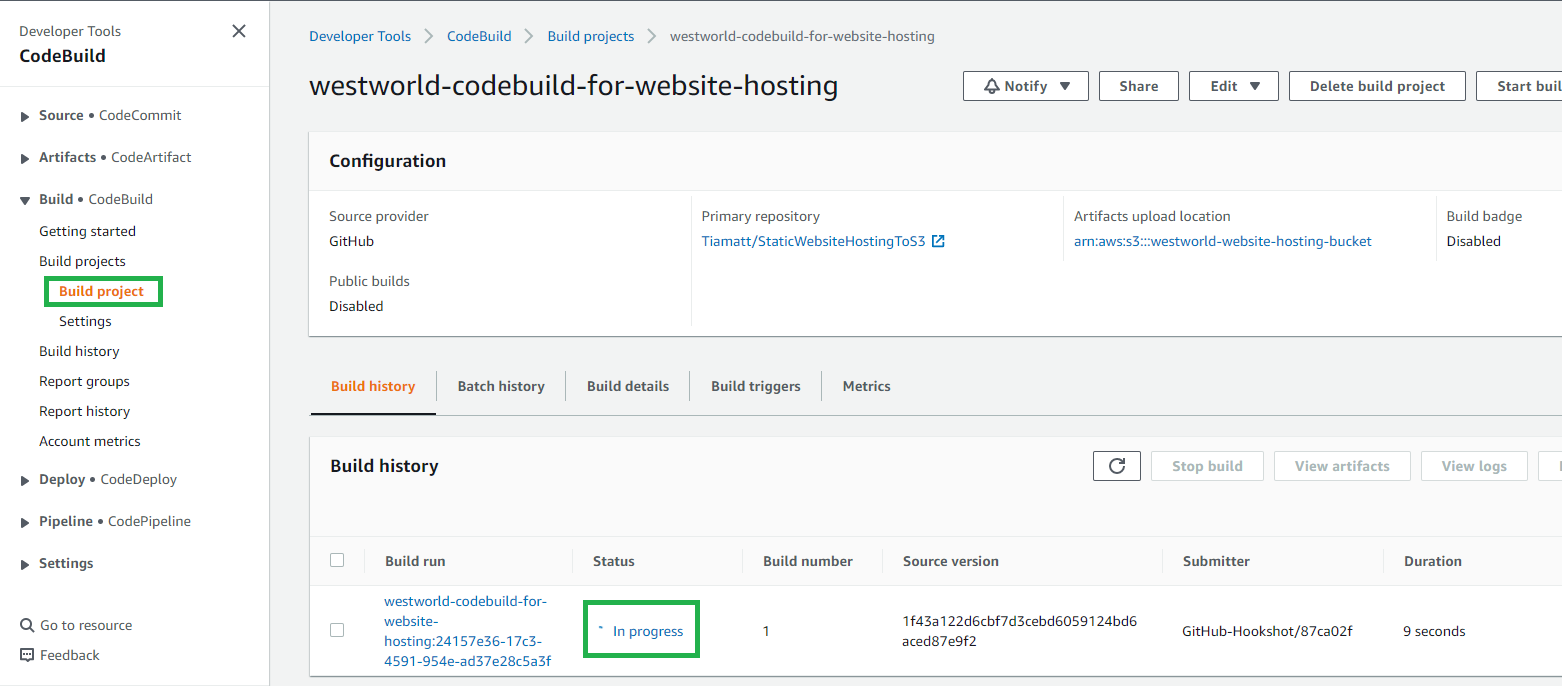 Developer Tools
CodeBuild
Source • CodeCommit
Artifacts • CodeArtifact
Build • CodeBuild
Getting started
Build projects
Build project
Settings
Build history
Report groups
Report history
Account metrics
Deploy • CodeDeploy
Pipeline • CodePipeline
Settings
Go to resource
Feedback
Developer Tools > CodeBuild > Build projects > westworld-codebuild-for-website-hosting
westworld-codebuild-for-website-hosting
Notify Share Edit Delete build project Start buil
Configuration
Source provider Primary repository Artifacts upload location Build badge
GitHub Tiamatt/StaticWebsiteHostingToS3 arn:aws:s3:::westworld-website-hosting-bucket Disabled
Public builds
Disabled
Build history Batch history Build details Build triggers Metrics
Build history
Stop build View artifacts View logs
Build run Status Build number Source version Submitter Duration
westworld-codebuild-for-
website-
hosting:24157e36-17c3-
4591-954e-ad37e28c5a3f
In progress
1
1f43a122d6cbf7d3cebd6059124bd6
aced87e9f2
GitHub-Hookshot/87ca02f
9 seconds